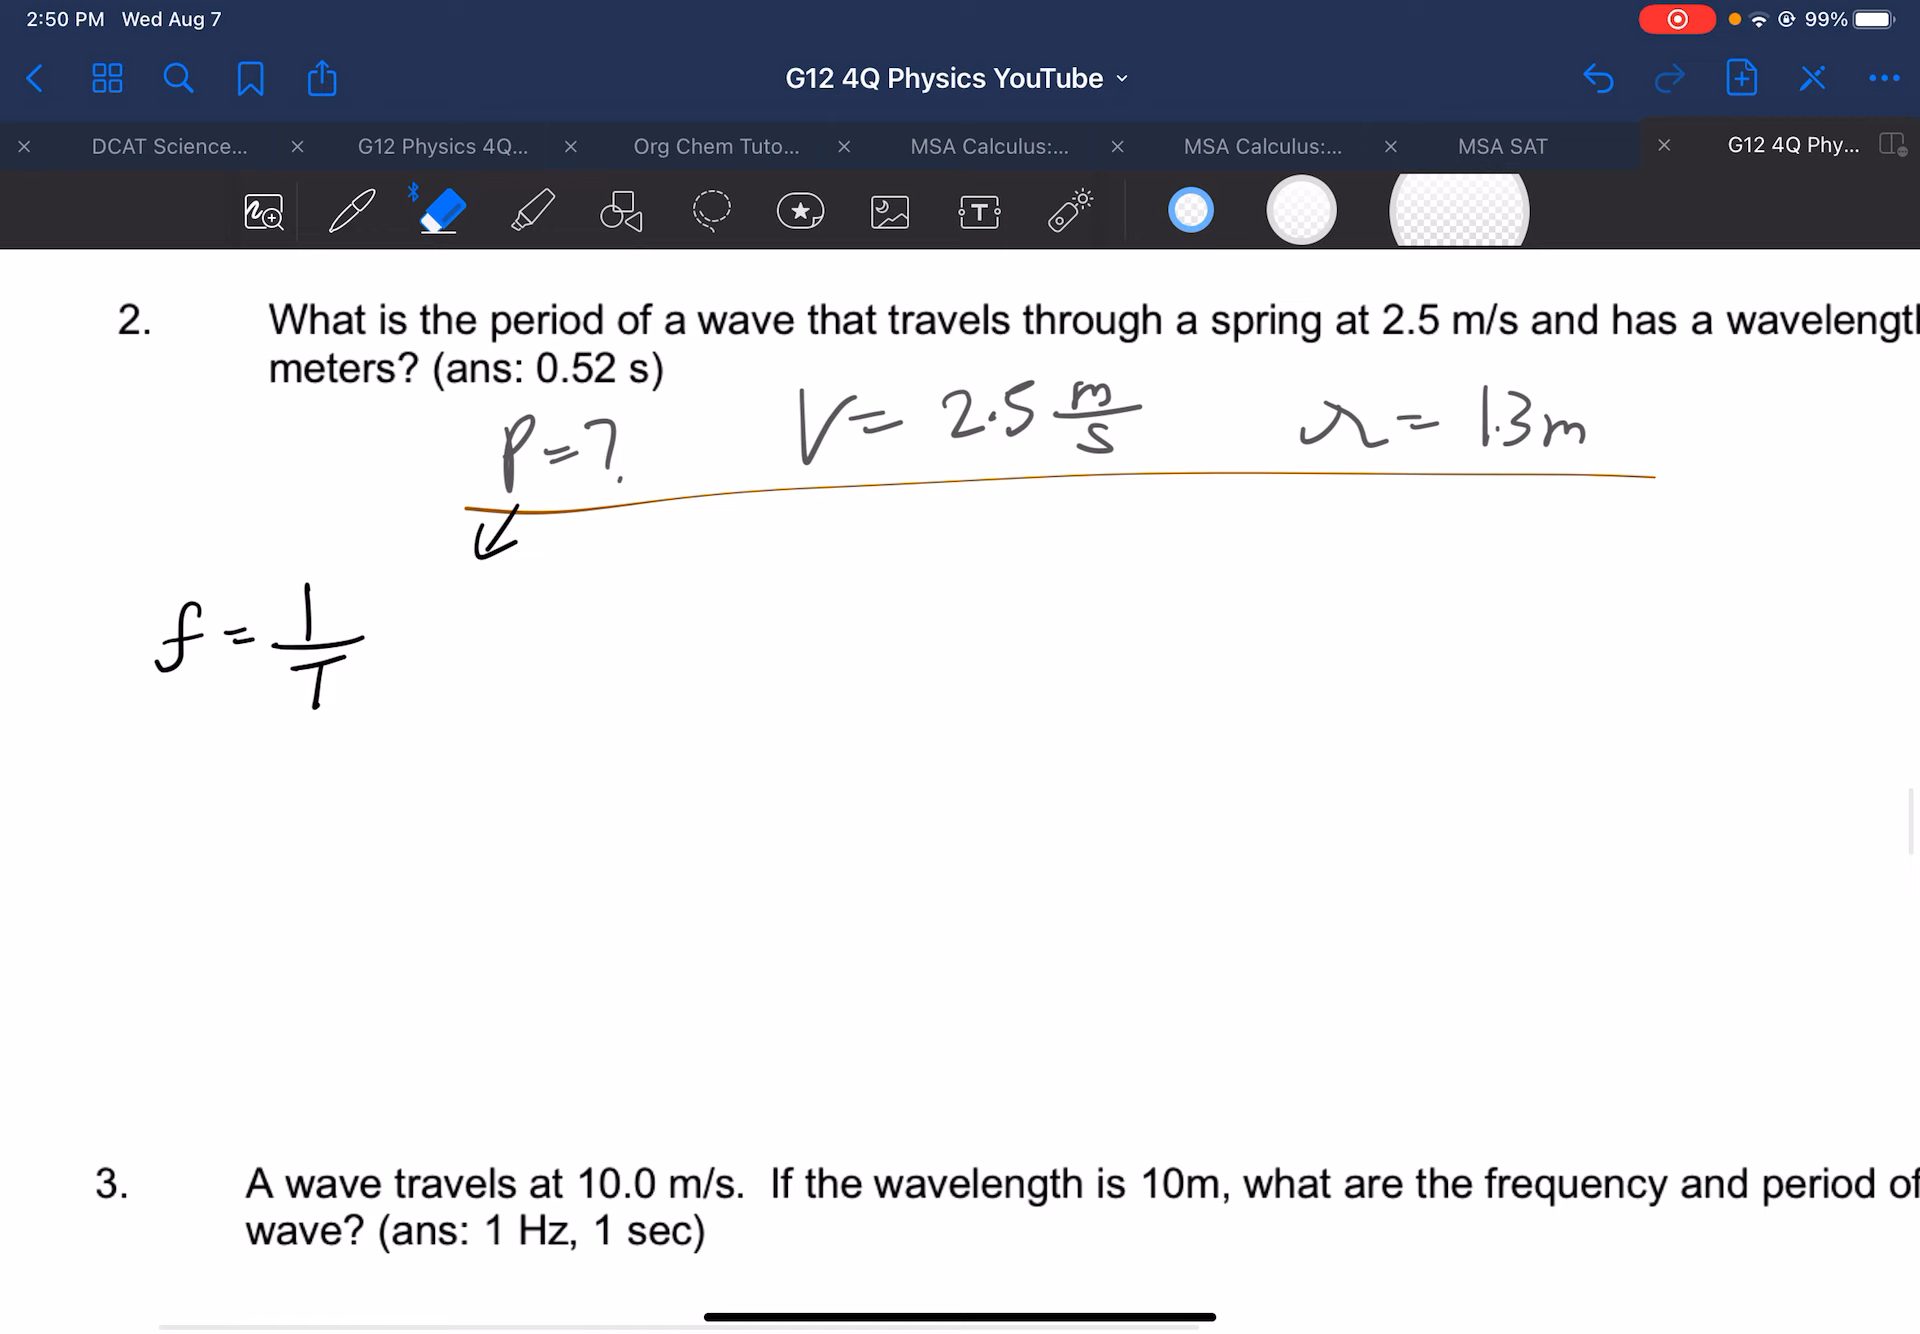 2:50 PM Wed Aug 7
99%
G12 4Q Physics YouTube
DCAT Science... G12 Physics 4Q... Org Chem Tuto... MSA Calculus:... MSA Calculus:... MSA SAT G12 4Q Phy...
2. What is the period of a wave that travels through a spring at 2.5 m/s and has a wavelengt
meters? (ans: 0.52 s)
P=? V= 2.5 m/s λ= 1.3m
f = 1/T
3. A wave travels at 10.0 m/s. If the wavelength is 10m, what are the frequency and period of
wave? (ans: 1 Hz, 1 sec)